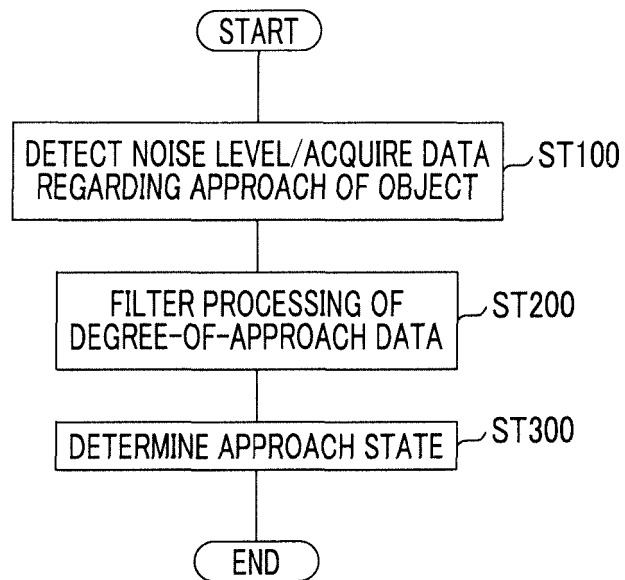 START
DETECT NOISE LEVEL/ACQUIRE DATA
REGARDING APPROACH OF OBJECT
ST100
FILTER PROCESSING OF
DEGREE-OF-APPROACH DATA
ST200
DETERMINE APPROACH STATE
ST300
END